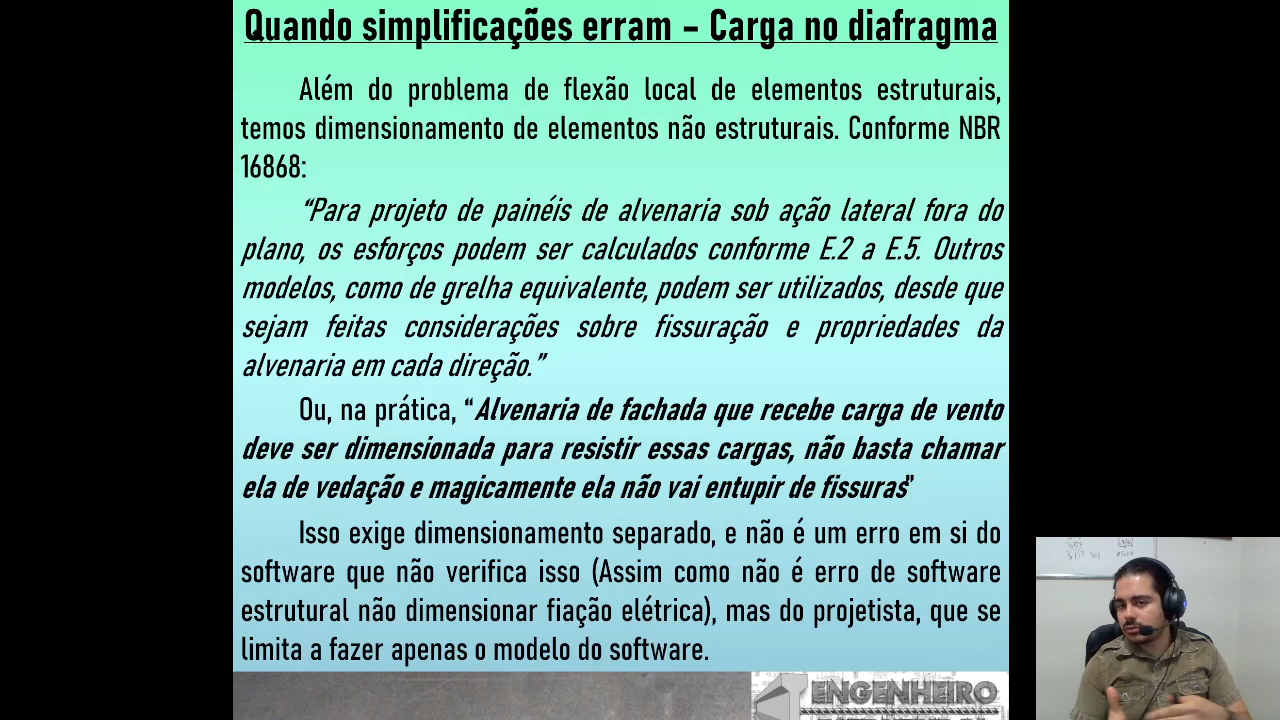 Quando simplificações erram – Carga no diafragma
Além do problema de flexão local de elementos estruturais,
temos dimensionamento de elementos não estruturais. Conforme NBR
16868:
“Para projeto de painéis de alvenaria sob ação lateral fora do
plano, os esforços podem ser calculados conforme E.2 a E.5. Outros
modelos, como de grelha equivalente, podem ser utilizados, desde que
sejam feitas considerações sobre fissuração e propriedades da
alvenaria em cada direção.”
Ou, na prática, “Alvenaria de fachada que recebe carga de vento
deve ser dimensionada para resistir essas cargas, não basta chamar
ela de vedação e magicamente ela não vai entupir de fissuras”
Isso exige dimensionamento separado, e não é um erro em si do
software que não verifica isso (Assim como não é erro de software
estrutural não dimensionar fiação elétrica), mas do projetista, que se
limita a fazer apenas o modelo do software.
ENGENHEIRO